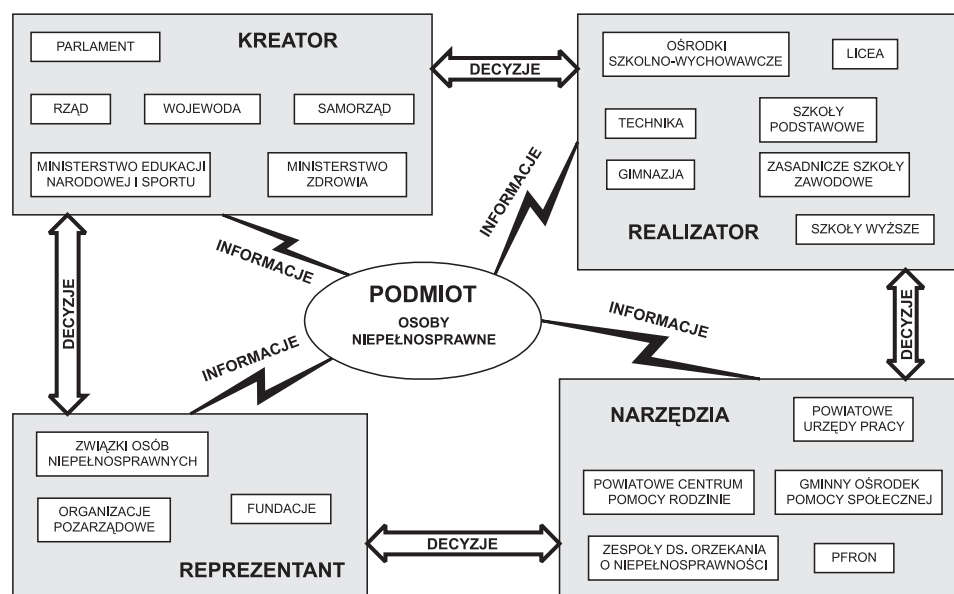 KREATOR
PARLAMENT
RZĄD
WOJEWODA
SAMORZĄD
MINISTERSTWO EDUKACJI
NARODOWEJ I SPORTU
MINISTERSTWO
ZDROWIA
DECYZJE
OŚRODKI
SZKOLNO-WYCHOWAWCZE
LICEA
TECHNIKA
SZKOŁY
PODSTAWOWE
GIMNAZJA
ZASADNICZE SZKOŁY
ZAWODOWE
REALIZATOR
SZKOŁY WYŻSZE
INFORMACJE
INFORMACJE
DECYZJE
PODMIOT
OSOBY
NIEPEŁNOSPRAWNE
INFORMACJE
INFORMACJE
DECYZJE
ZWIĄZKI OSÓB
NIEPEŁNOSPRAWNYCH
ORGANIZACJE
POZARZĄDOWE
FUNDACJE
REPREZENTANT
DECYZJE
NARZĘDZIA
POWIATOWE
URZĘDY PRACY
POWIATOWE CENTRUM
POMOCY RODZINIE
GMINNY OŚRODEK
POMOCY SPOŁECZNEJ
ZESPOŁY DS. ORZEKANIA
O NIEPEŁNOSPRAWNOŚCI
PFRON